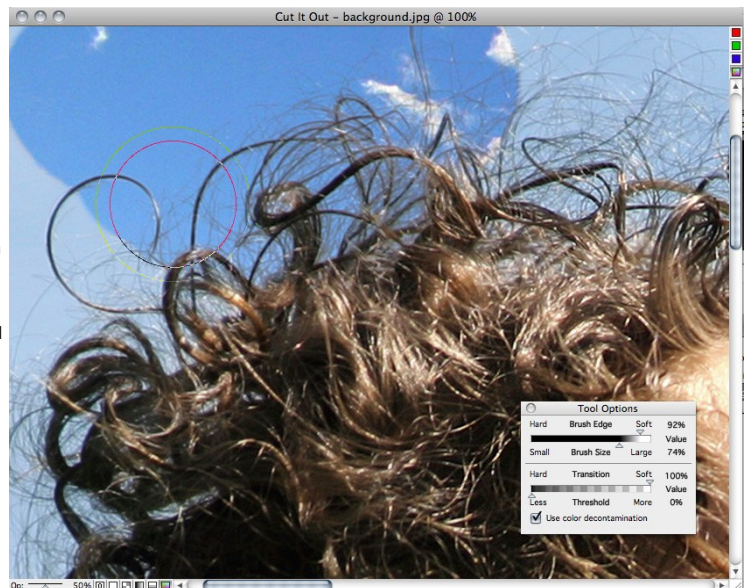 Cut It Out – background.jpg @ 100%
Tool Options
Hard Brush Edge Soft 92%
Value
Small Brush Size Large 74%
Hard Transition Soft 100%
Value
Less Threshold More 0%
Use color decontamination
Op: 50%